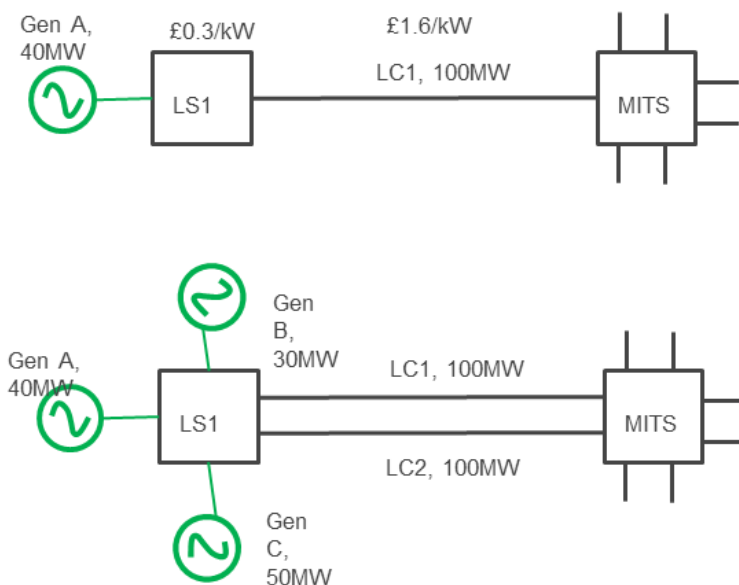 Gen A,
40MW
£0.3/kW
£1.6/kW
LC1, 100MW
LS1
MITS
Gen
B,
30MW
Gen A,
40MW
LC1, 100MW
LS1
MITS
LC2, 100MW
Gen
C,
50MW